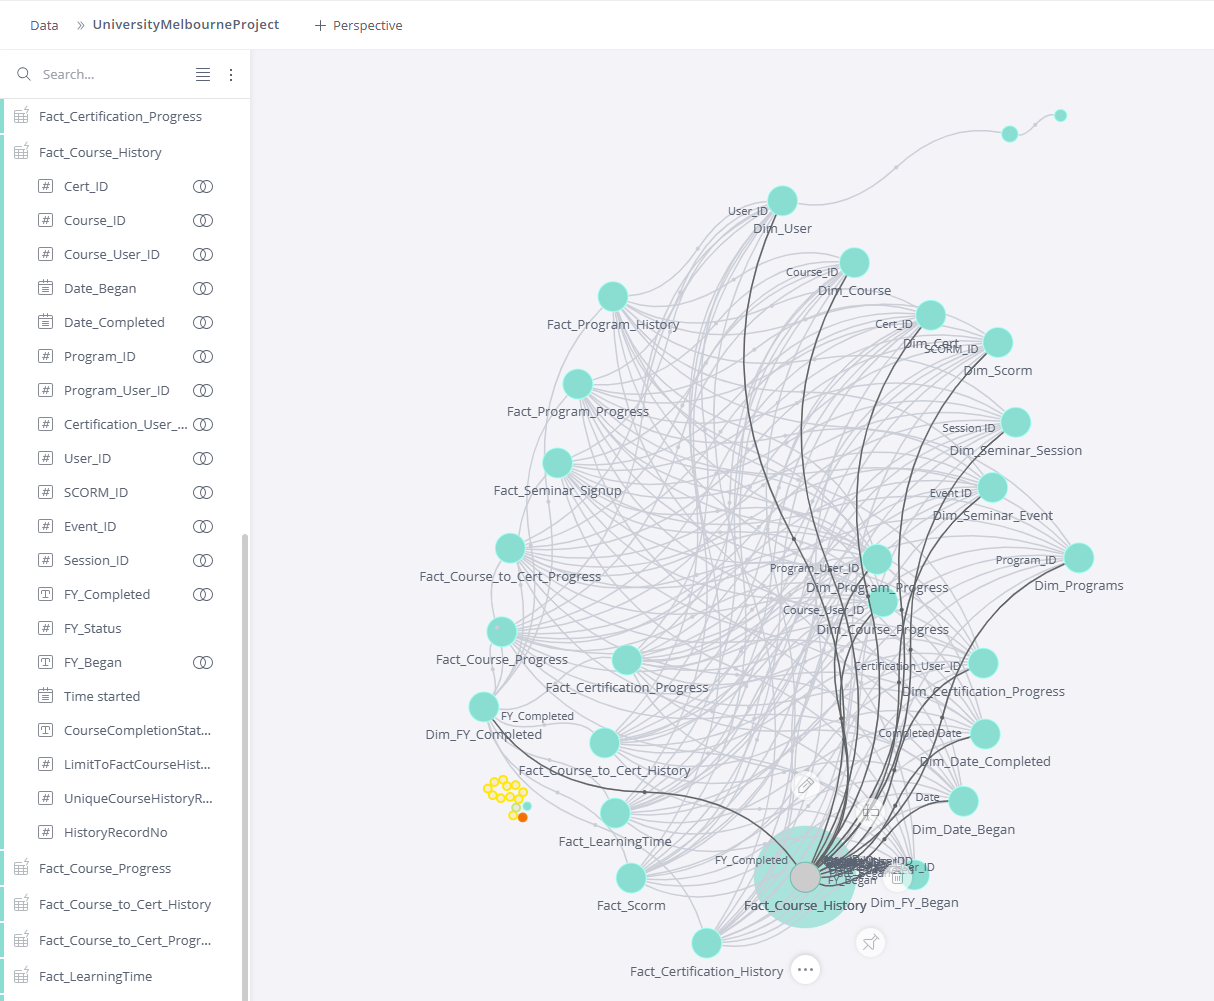 Data » UniversityMelbourneProject + Perspective
Search...
Fact_Certification_Progress
Fact_Course_History
Cert_ID
Course_ID
Course_User_ID
Date_Began
Date_Completed
Program_ID
Program_User_ID
Certification_User_...
User_ID
SCORM_ID
Event_ID
Session_ID
FY_Completed
FY_Status
FY_Began
Time started
CourseCompletionStat...
LimitToFactCourseHist...
UniqueCourseHistoryR...
HistoryRecordNo
Fact_Course_Progress
Fact_Course_to_Cert_History
Fact_Course_to_Cert_Progr...
Fact_LearningTime
User_ID
Dim_User
Course_ID
Dim_Course
Fact_Program_History
Cert_ID
Dim_Cert
SCORM_ID
Dim_Scorm
Fact_Program_Progress
Session ID
Dim_Seminar_Session
Fact_Seminar_Signup
Event ID
Dim_Seminar_Event
Program_ID
Dim_Programs
Program_User_ID
Dim_Program_Progress
Fact_Course_to_Cert_Progress
Course_User_ID
Dim_Course_Progress
Fact_Course_Progress
Certification_User_ID
Dim_Certification_Progress
Fact_Certification_Progress
FY_Completed
Dim_FY_Completed
Completed Date
Dim_Date_Completed
Fact_Course_to_Cert_History
Date
Dim_Date_Began
Fact_LearningTime
FY_Completed
FY_Began
Fact_Course_History
Dim_FY_Began
Fact_Scorm
Fact_Certification_History